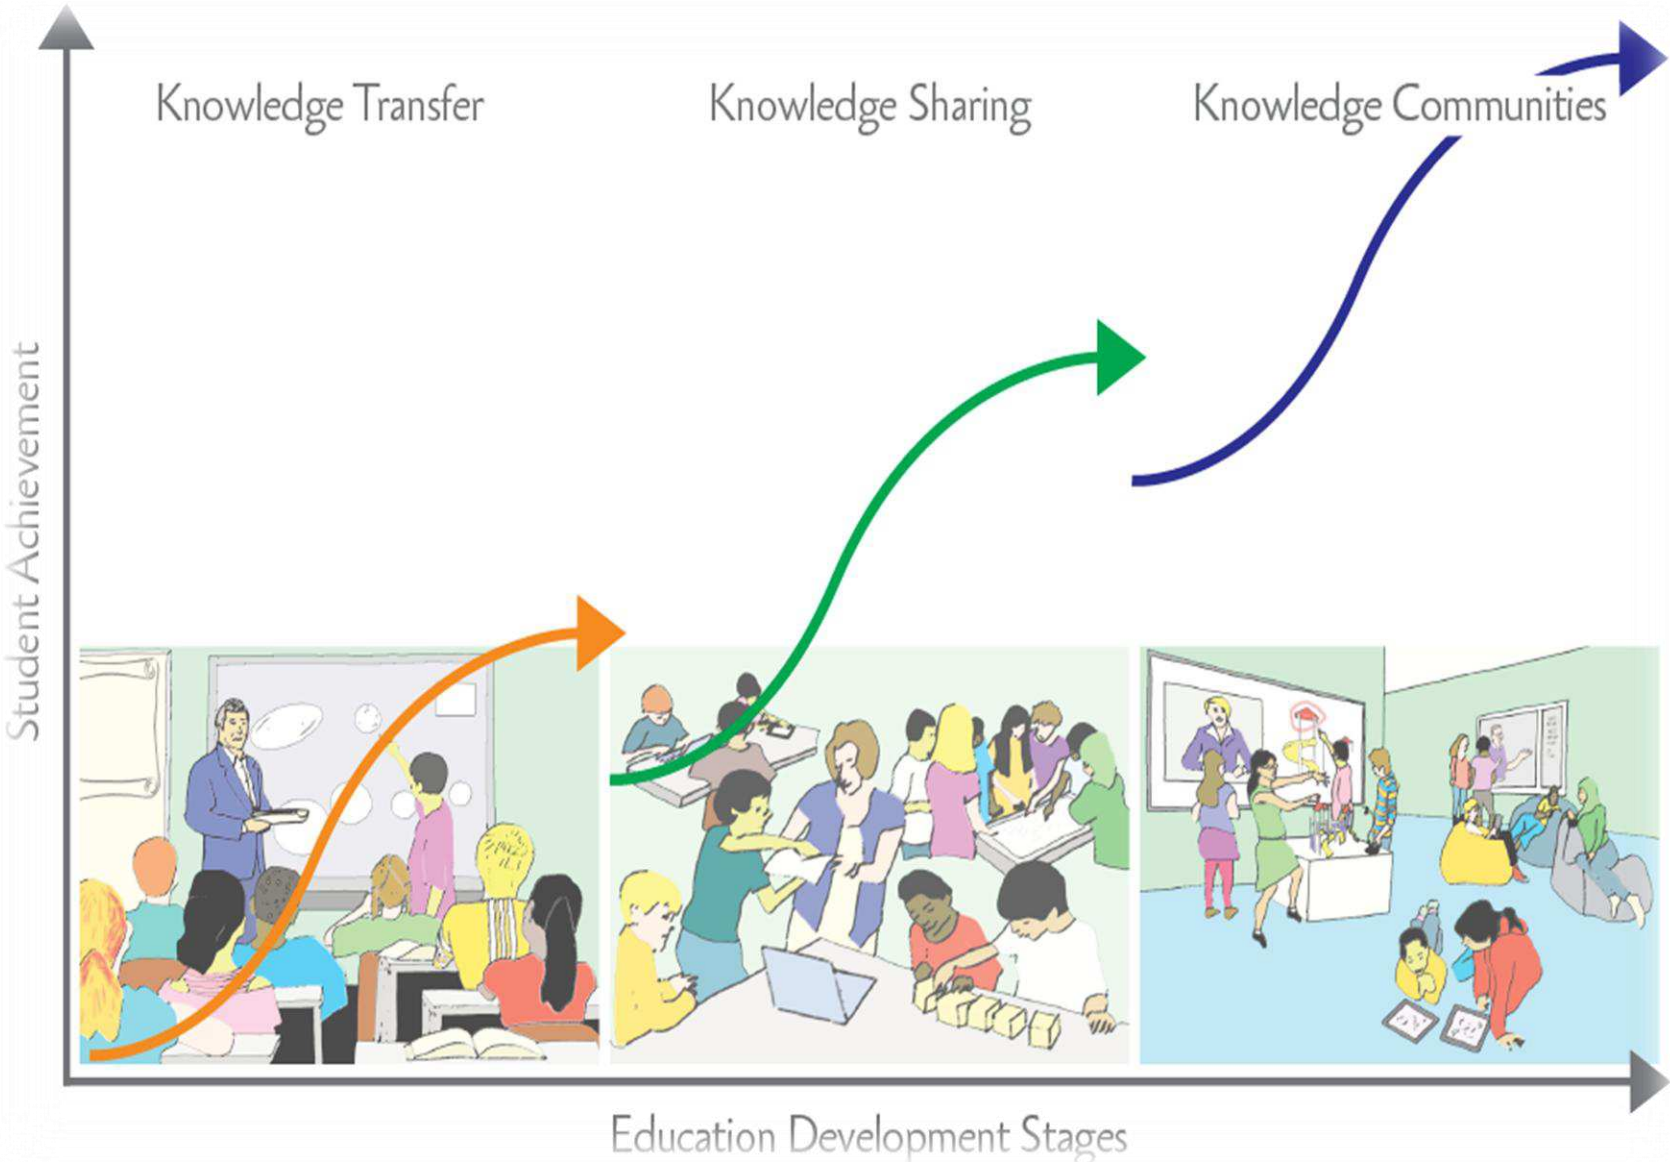 Knowledge Transfer
Knowledge Sharing
Knowledge Communities
Student Achievement
Education Development Stages